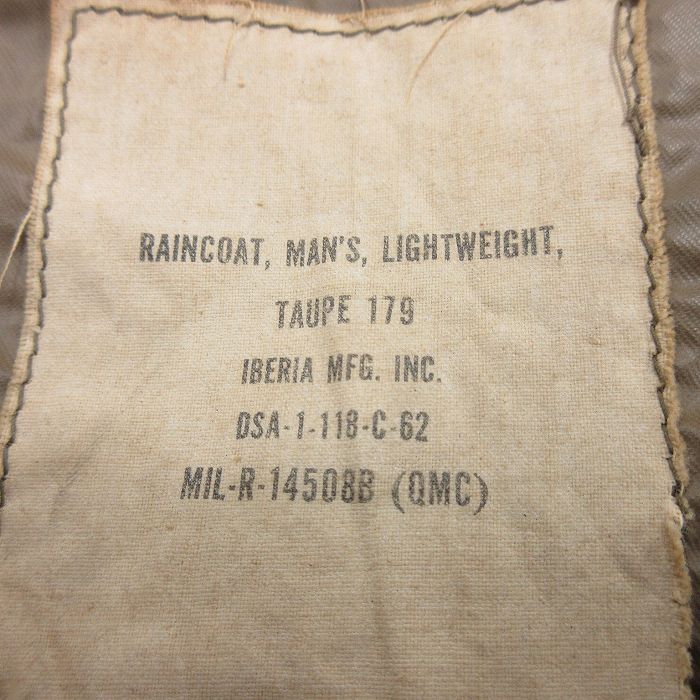 RAINCOAT, MAN'S, LIGHTWEIGHT,
TAUPE 179
IBERIA MFG. INC.
DSA-1-118-C-62
MIL-R-14508B (QMC)